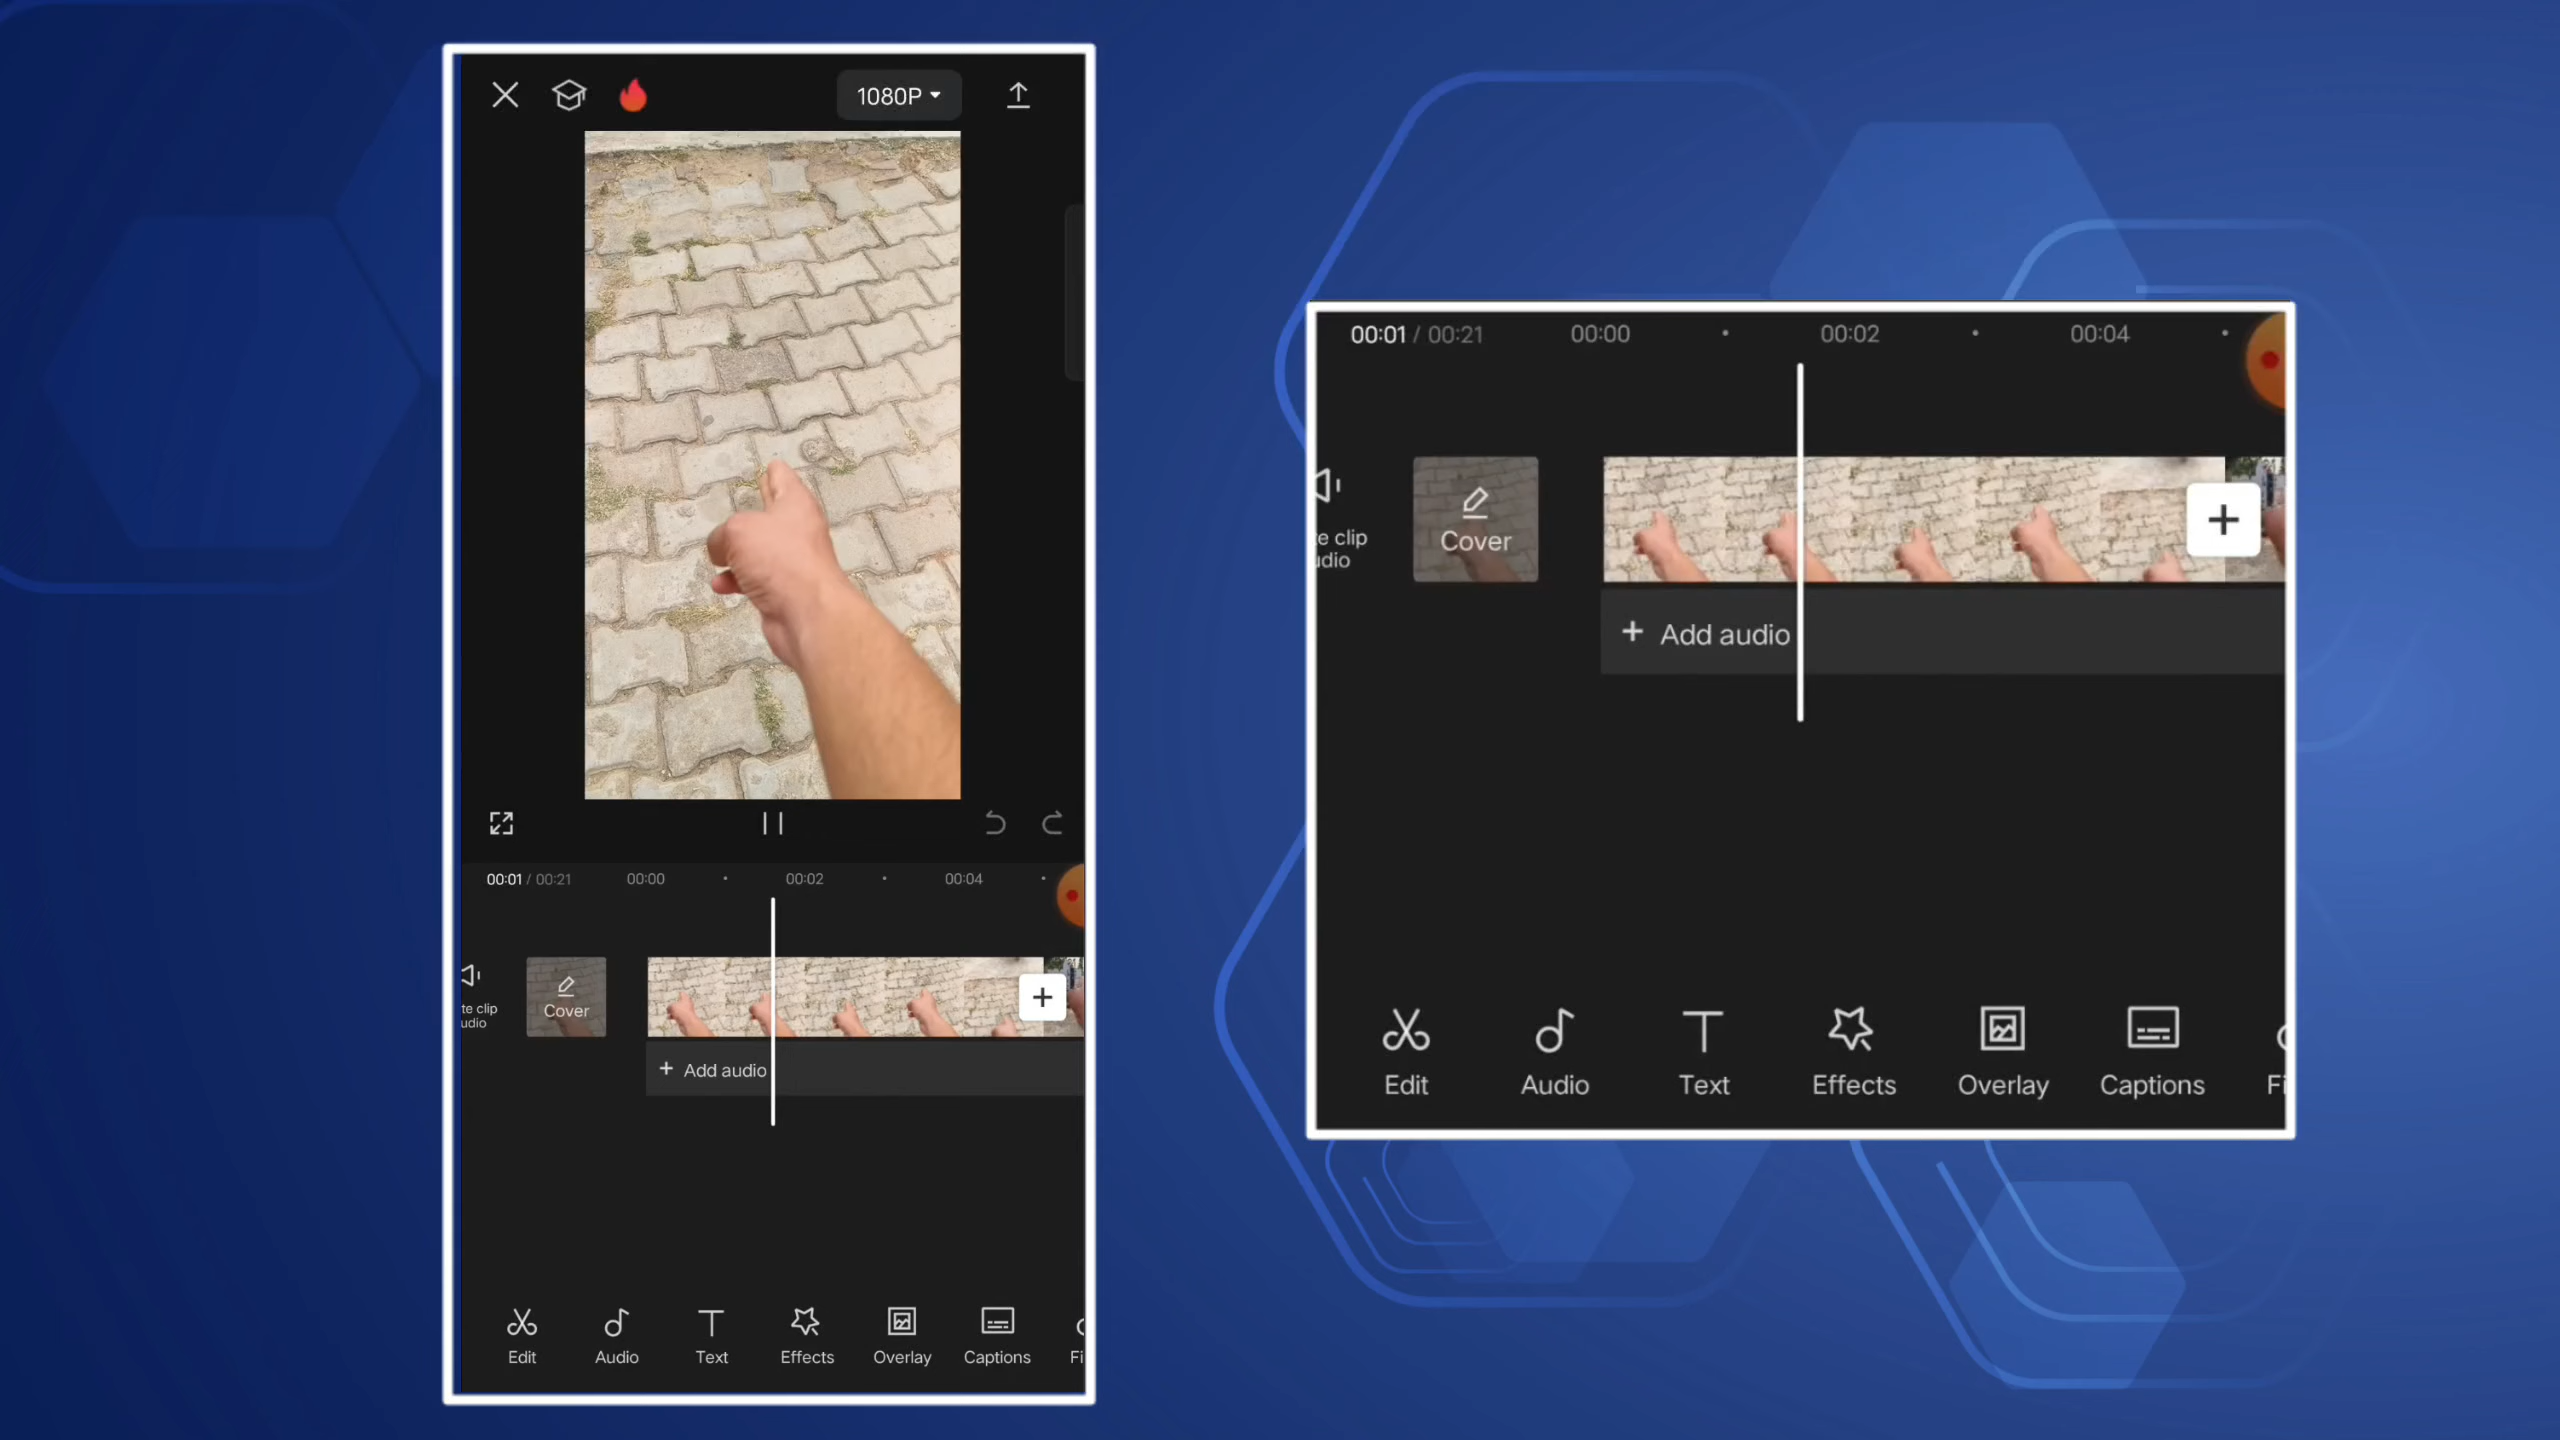 1080P
00:01 / 00:21 00:00 00:02 00:04
te clip
udio
Cover
+ Add audio
Edit Audio Text Effects Overlay Captions Fi
00:01 / 00:21 00:00 00:02 00:04
te clip
udio
Cover
+ Add audio
Edit Audio Text Effects Overlay Captions Fi